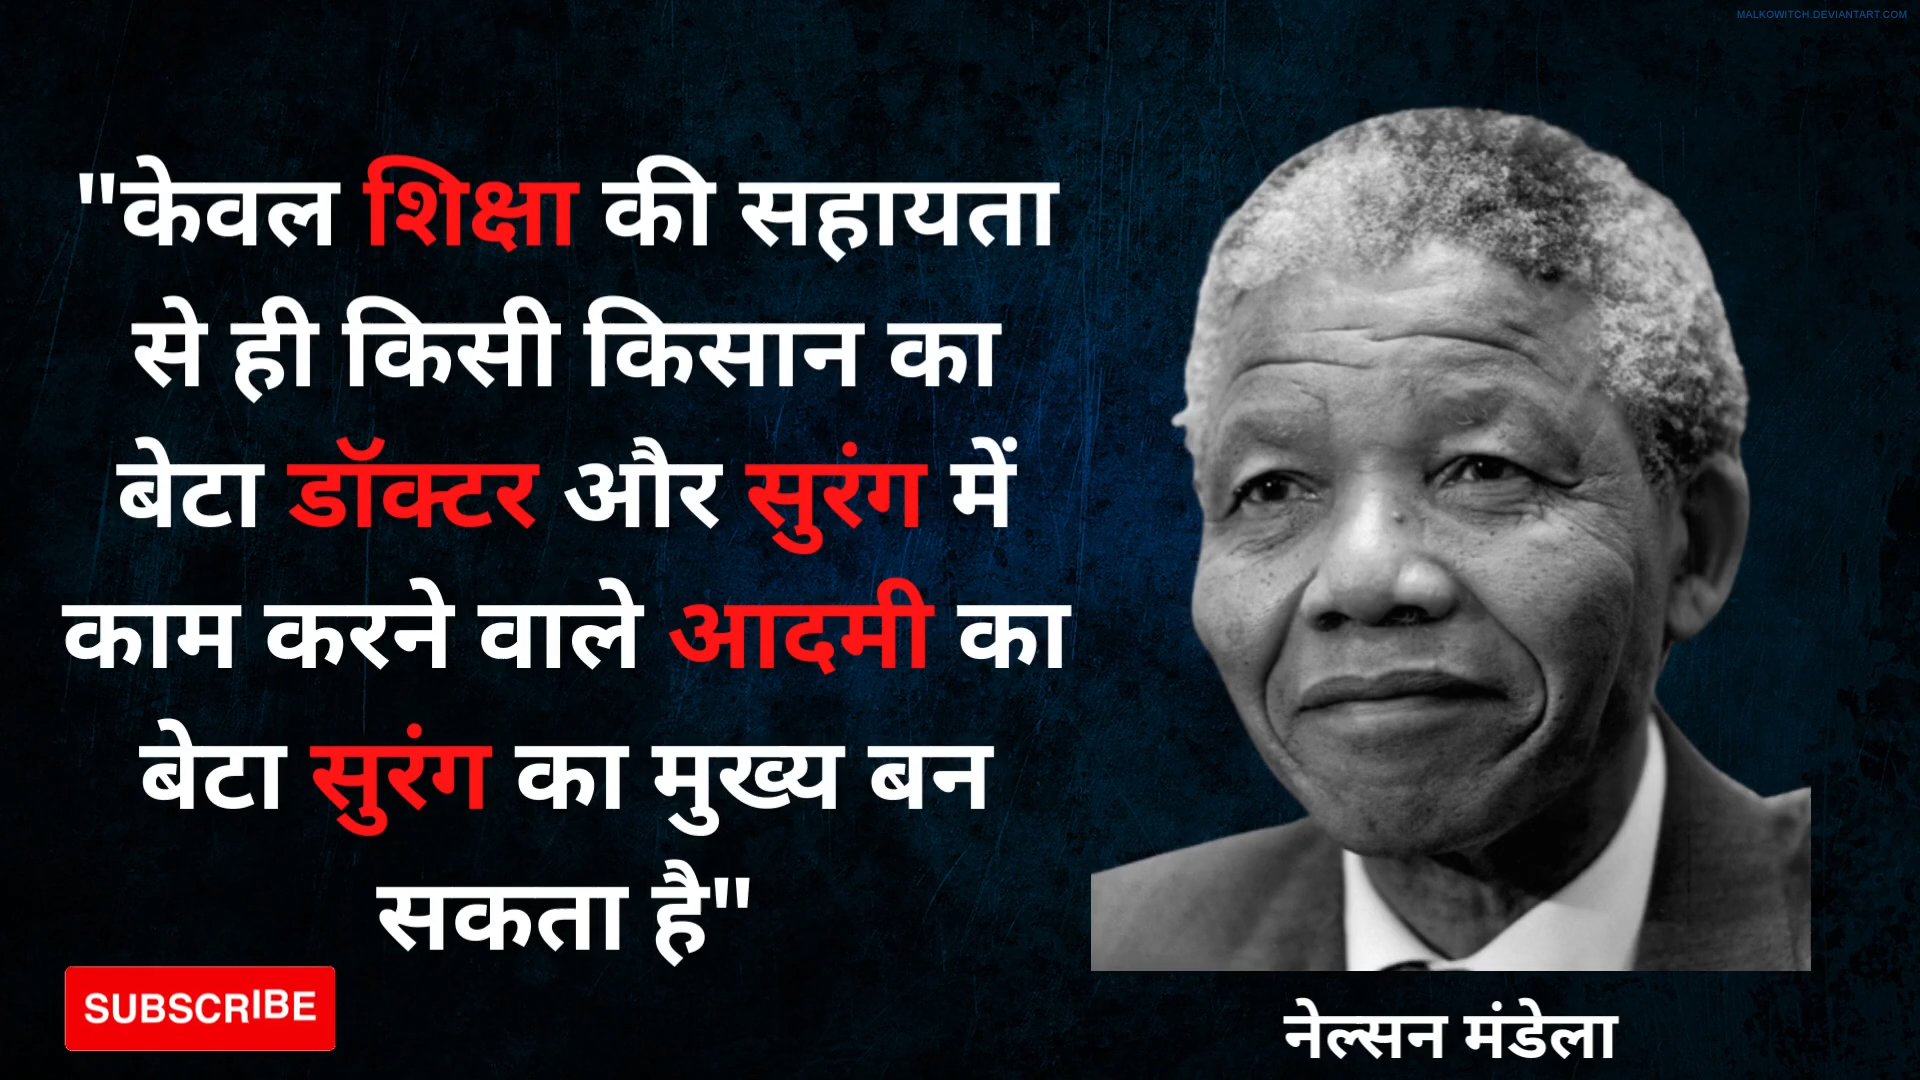 MALKOWITCH.DEVIANTART.COM
"केवल शिक्षा की सहायता
से ही किसी किसान का
बेटा डॉक्टर और सुरंग में
काम करने वाले आदमी का
बेटा सुरंग का मुख्य बन
सकता है"
SUBSCRIBE
नेल्सन मंडेला